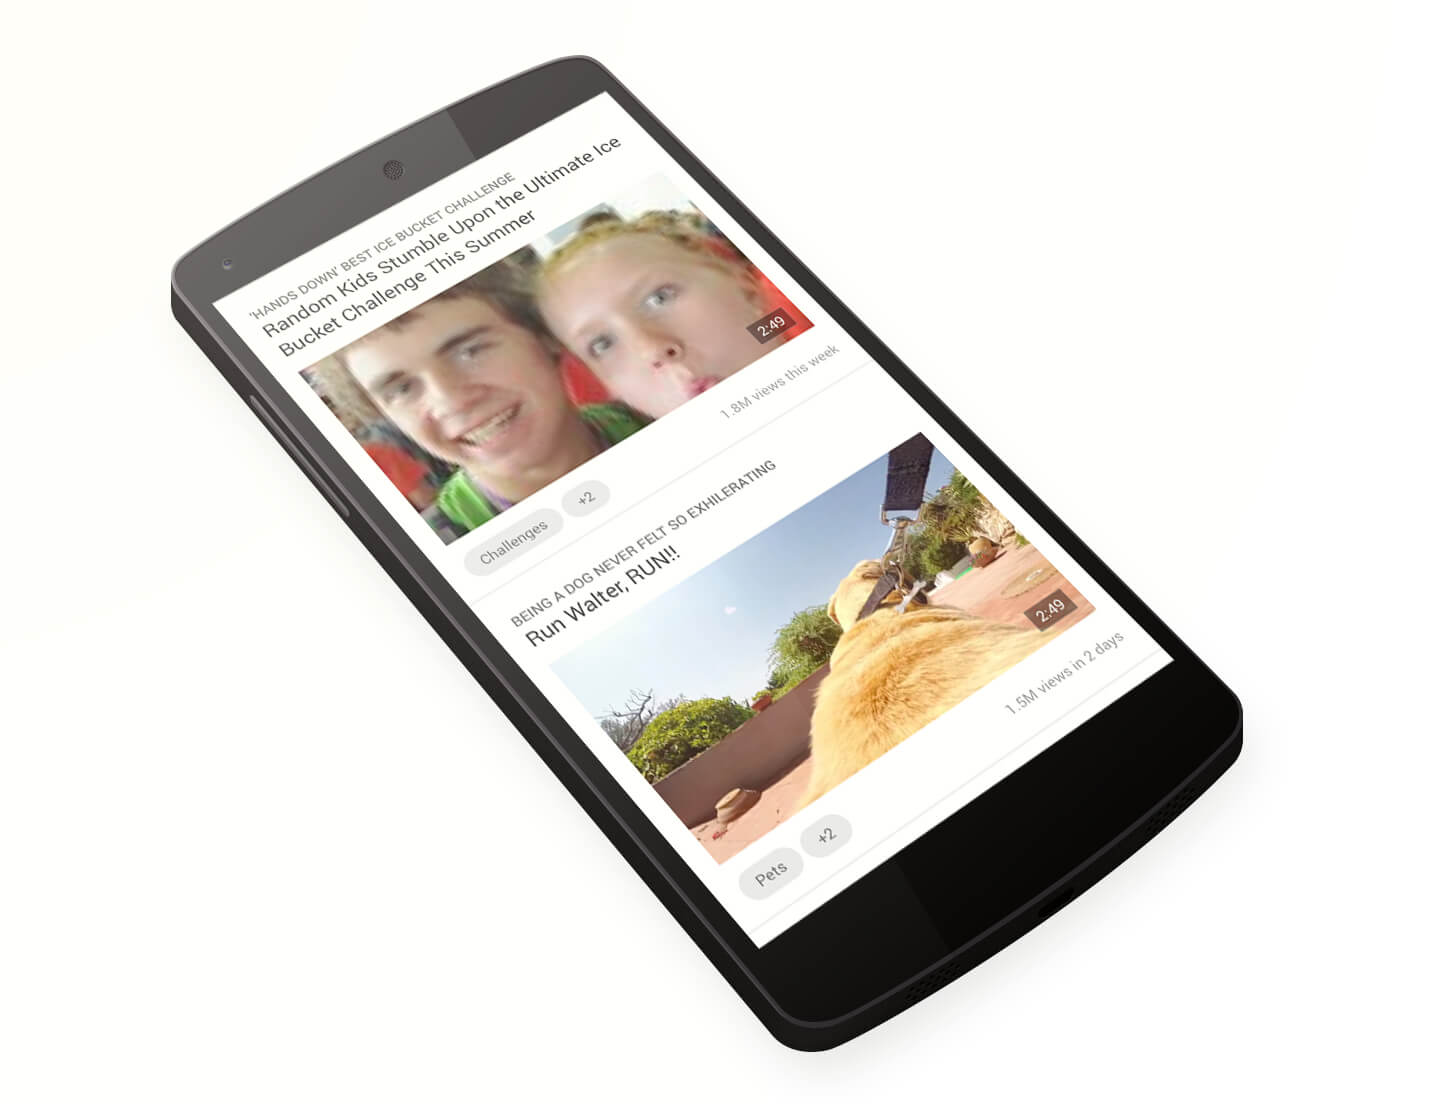 'HANDS DOWN' BEST ICE BUCKET CHALLENGE
Random Kids Stumble Upon the Ultimate Ice
Bucket Challenge This Summer
2:49
1.8M views this week
Challenges
+2
BEING A DOG NEVER FELT SO EXHILERATING
Run Walter, RUN!!
2:49
1.5M views in 2 days
Pets
+2